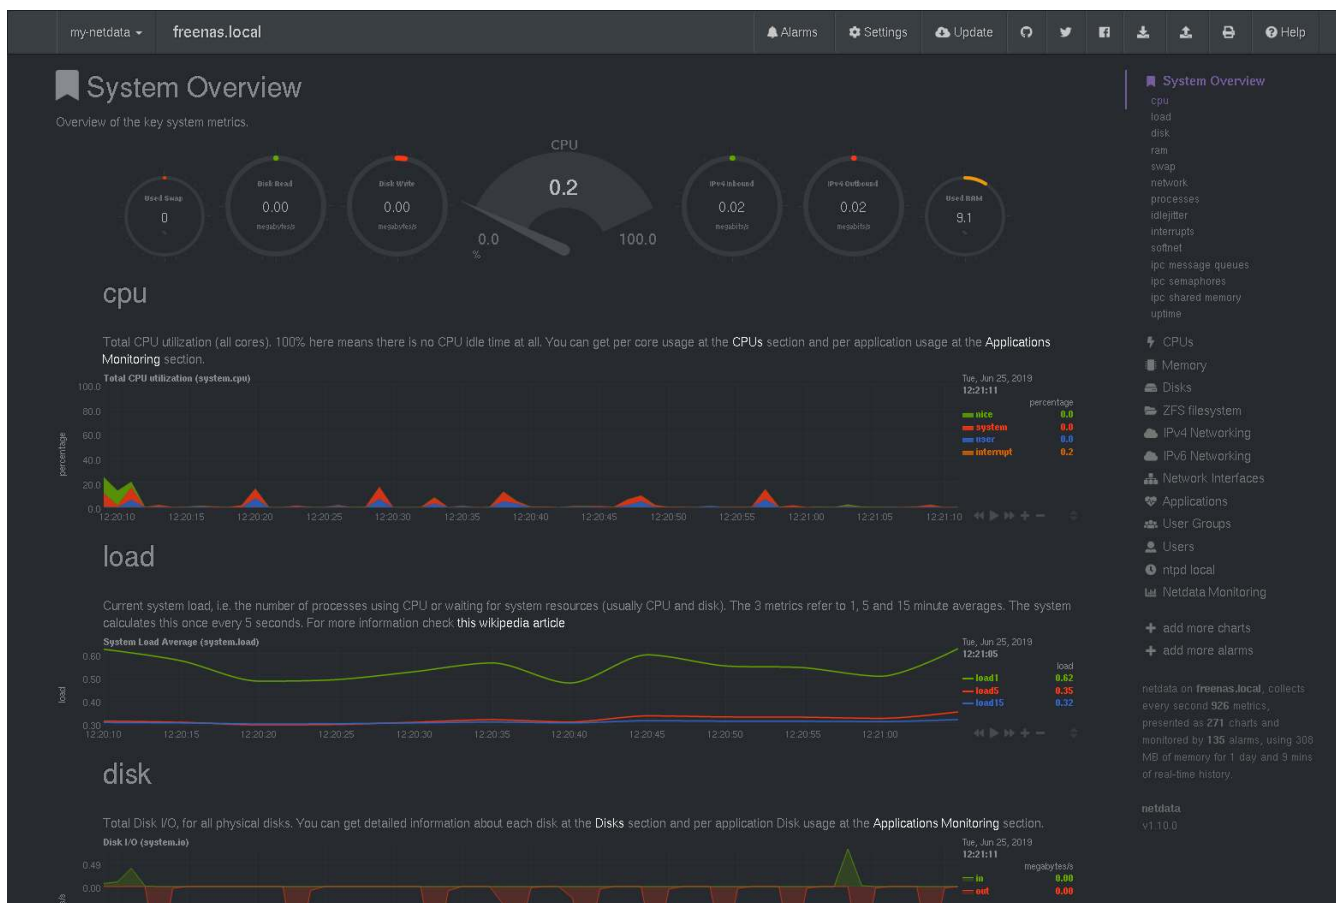 my-netdata freenas.local Alarms Settings Update Help
System Overview
Overview of the key system metrics.
Used Swap
0
%
Disk Read
0.00
megabytes/s
Disk Write
0.00
megabytes/s
CPU
0.2
0.0 100.0
%
IPv4 Inbound
0.02
megabits/s
IPv4 Outbound
0.02
megabits/s
Used RAM
9.1
%
cpu
Total CPU utilization (all cores). 100% here means there is no CPU idle time at all. You can get per core usage at the CPUs section and per application usage at the Applications
Monitoring section.
Total CPU utilization (system.cpu)
Tue, Jun 25, 2019
12:21:11
percentage
nice 0.0
system 0.0
user 0.0
interrupt 0.2
percentage
100.0
80.0
60.0
40.0
20.0
0.0
12:20:10 12:20:15 12:20:20 12:20:25 12:20:30 12:20:35 12:20:40 12:20:45 12:20:50 12:20:55 12:21:00 12:21:05 12:21:10
load
Current system load, i.e. the number of processes using CPU or waiting for system resources (usually CPU and disk). The 3 metrics refer to 1, 5 and 15 minute averages. The system
calculates this once every 5 seconds. For more information check this wikipedia article
System Load Average (system.load)
Tue, Jun 25, 2019
12:21:05
load
load1 0.62
load5 0.35
load15 0.32
load
0.60
0.50
0.40
0.30
12:20:10 12:20:15 12:20:20 12:20:25 12:20:30 12:20:35 12:20:40 12:20:45 12:20:50 12:20:55 12:21:00
disk
Total Disk I/O, for all physical disks. You can get detailed information about each disk at the Disks section and per application Disk usage at the Applications Monitoring section.
Disk I/O (system.io)
Tue, Jun 25, 2019
12:21:11
megabytes/s
in 0.00
out 0.00
0.49
0.00
System Overview
cpu
load
disk
ram
swap
network
processes
idlejitter
interrupts
softnet
ipc message queues
ipc semaphores
ipc shared memory
uptime
CPUs
Memory
Disks
ZFS filesystem
IPv4 Networking
IPv6 Networking
Network Interfaces
Applications
User Groups
Users
ntpd local
Netdata Monitoring
add more charts
add more alarms
netdata on freenas.local, collects
every second 926 metrics,
presented as 271 charts and
monitored by 135 alarms, using 308
MB of memory for 1 day and 9 mins
of real-time history.
netdata
v1.10.0